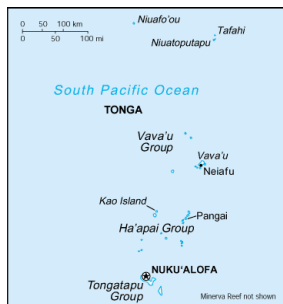 0 50 100 km
0 50 100 mi
Niuafo'ou
Tafahi
Niuatoputapu
South Pacific Ocean
TONGA
Vava'u
Group
Vava'u
Neiafu
Kao Island
Pangai
Ha'apai Group
NUKU'ALOFA
Tongatapu
Group
Minerva Reef not shown